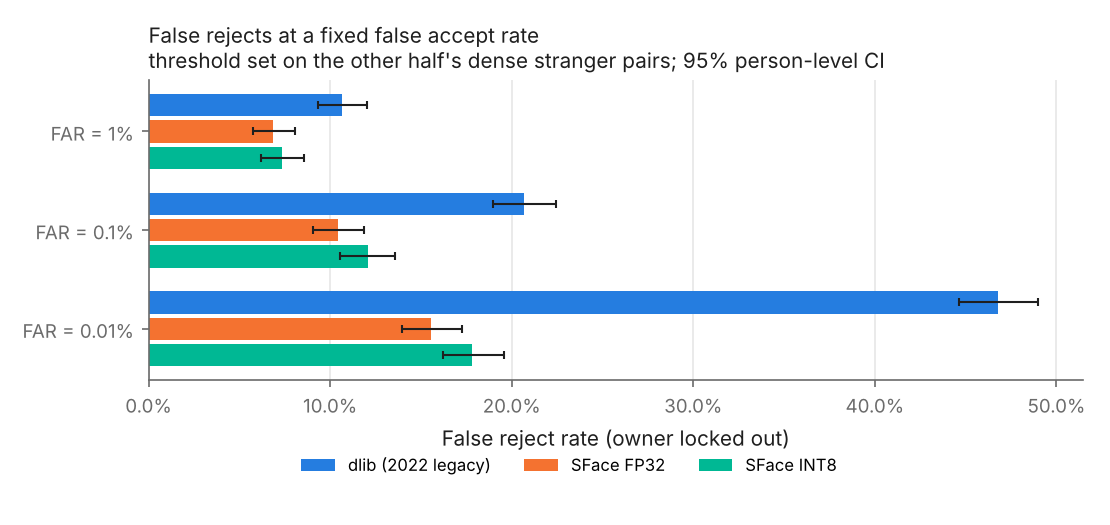 False rejects at a fixed false accept rate
threshold set on the other half's dense stranger pairs; 95% person-level CI
FAR = 1%
FAR = 0.1%
FAR = 0.01%
0.0% 10.0% 20.0% 30.0% 40.0% 50.0%
False reject rate (owner locked out)
dlib (2022 legacy) SFace FP32 SFace INT8